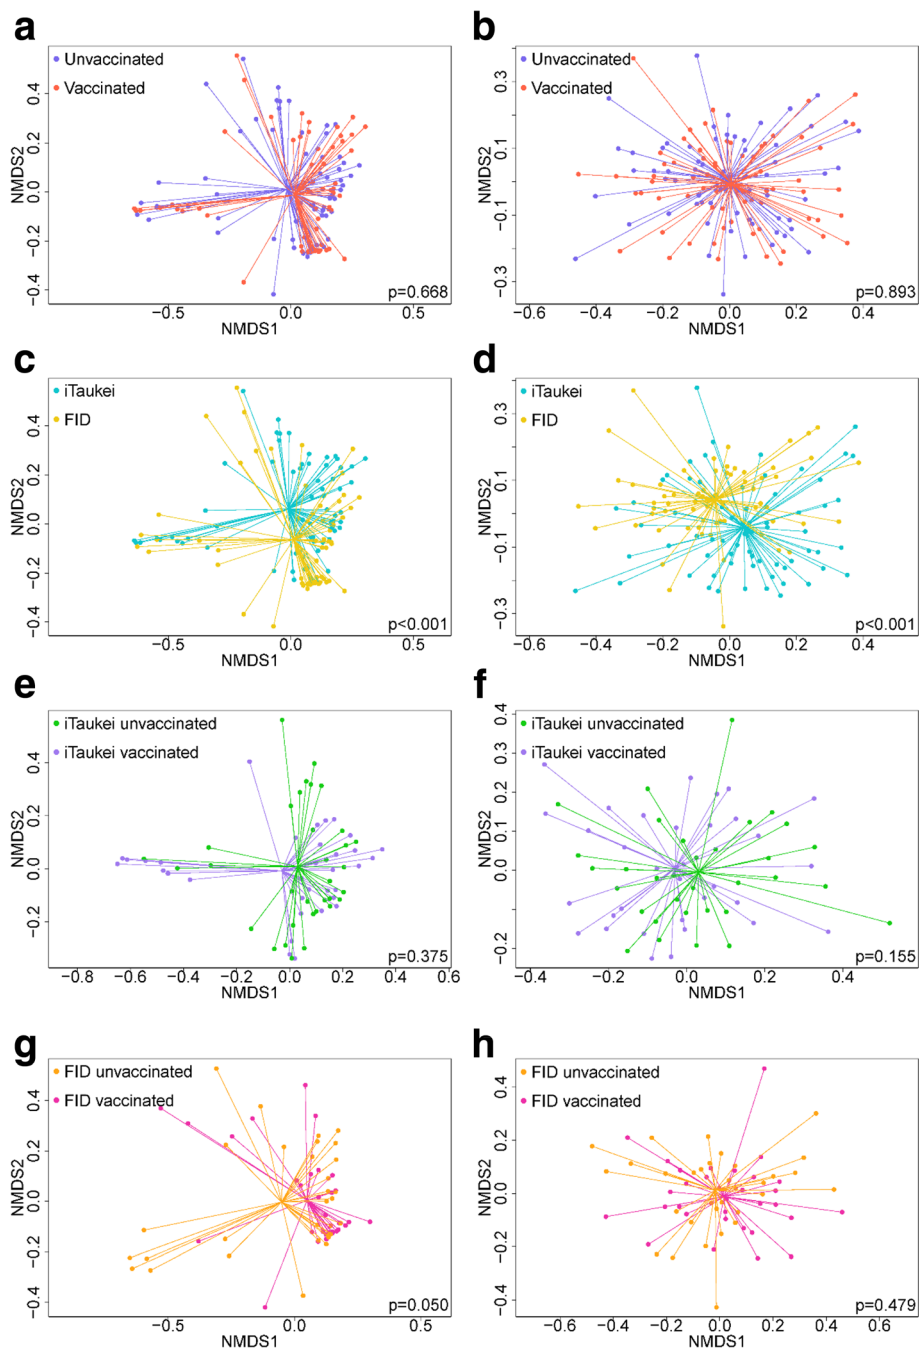 a
Unvaccinated
Vaccinated
NMDS2
0.4
0.2
0.0
−0.2
−0.4
p=0.668
−0.5
0.0
0.5
NMDS1
b
Unvaccinated
Vaccinated
NMDS2
0.3
0.1
−0.1
−0.3
p=0.893
−0.6
−0.4
−0.2
0.0
0.2
0.4
NMDS1
c
iTaukei
FID
NMDS2
0.4
0.2
0.0
−0.2
−0.4
p<0.001
−0.5
0.0
0.5
NMDS1
d
iTaukei
FID
NMDS2
0.3
0.1
−0.1
−0.3
p<0.001
−0.6
−0.4
−0.2
0.0
0.2
0.4
NMDS1
e
iTaukei unvaccinated
iTaukei vaccinated
NMDS2
0.4
0.2
0.0
−0.2
p=0.375
−0.8
−0.6
−0.4
−0.2
0.0
0.2
0.4
0.6
NMDS1
f
iTaukei unvaccinated
iTaukei vaccinated
NMDS2
0.4
0.3
0.2
0.1
0.0
−0.2
p=0.155
−0.4
−0.2
0.0
0.2
0.4
NMDS1
g
FID unvaccinated
FID vaccinated
NMDS2
0.4
0.2
0.0
−0.2
−0.4
p=0.050
−0.5
0.0
0.5
NMDS1
h
FID unvaccinated
FID vaccinated
NMDS2
0.4
0.2
0.0
−0.2
−0.4
p=0.479
−0.6
−0.4
−0.2
0.0
0.2
0.4
0.6
NMDS1